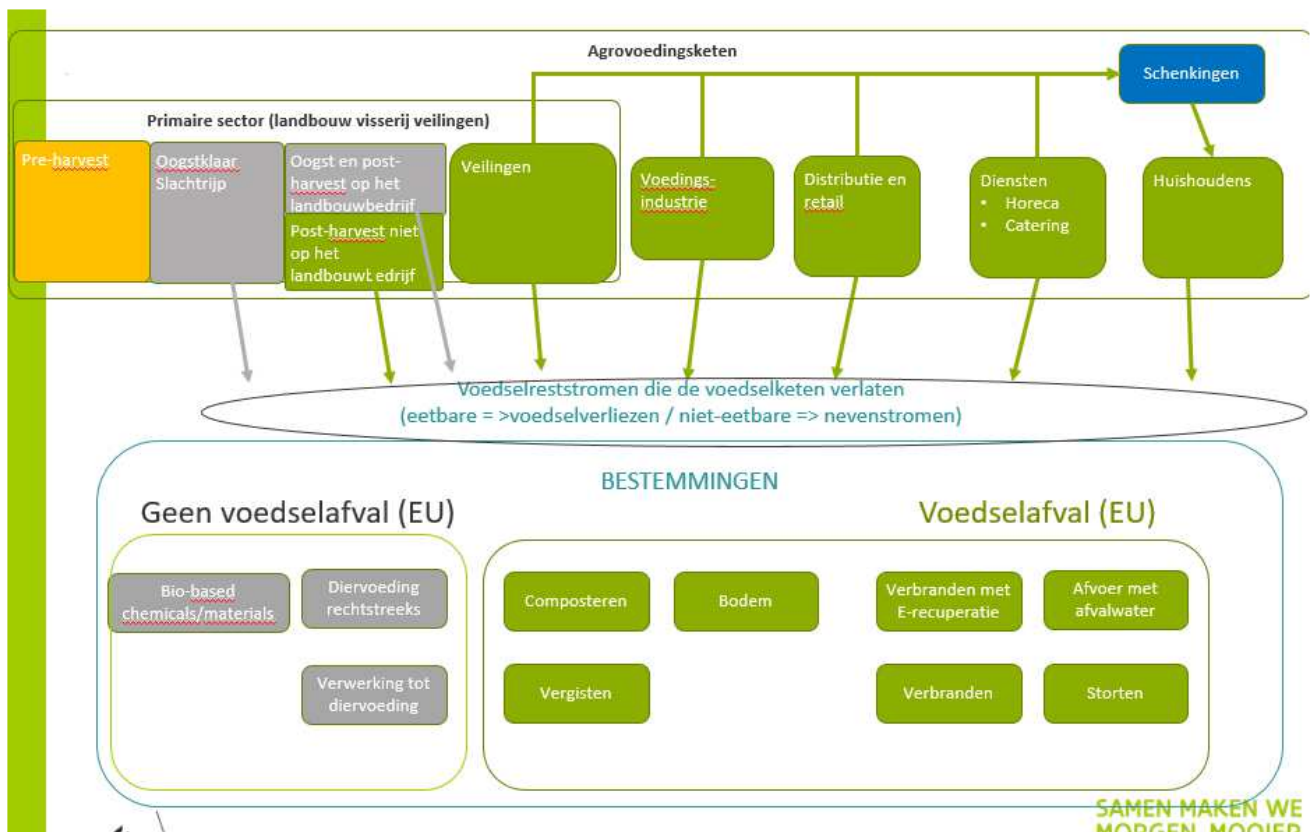 Agrovoedingsketen
Schenkingen
Primaire sector (landbouw visserij veilingen)
Pre-harvest
Oogstklaar
Slachtrijp
Oogst en post-
harvest op het
landbouwbedrijf
Post-harvest niet
op het
landbouwt edrijf
Veilingen
Voedings-
industrie
Distributie en
retail
Diensten
• Horeca
• Catering
Huishoudens
Voedselreststromen die de voedselketen verlaten
(eetbare = >voedselverliezen / niet-eetbare => nevenstromen)
BESTEMMINGEN
Geen voedselafval (EU)
Voedselafval (EU)
Bio-based
chemicals/materials
Diervoeding
rechtstreeks
Verwerking tot
diervoeding
Composteren
Bodem
Verbranden met
E-recuperatie
Afvoer met
afvalwater
Vergisten
Verbranden
Storten
SAMEN MAKEN WE
MORGEN MOOIER